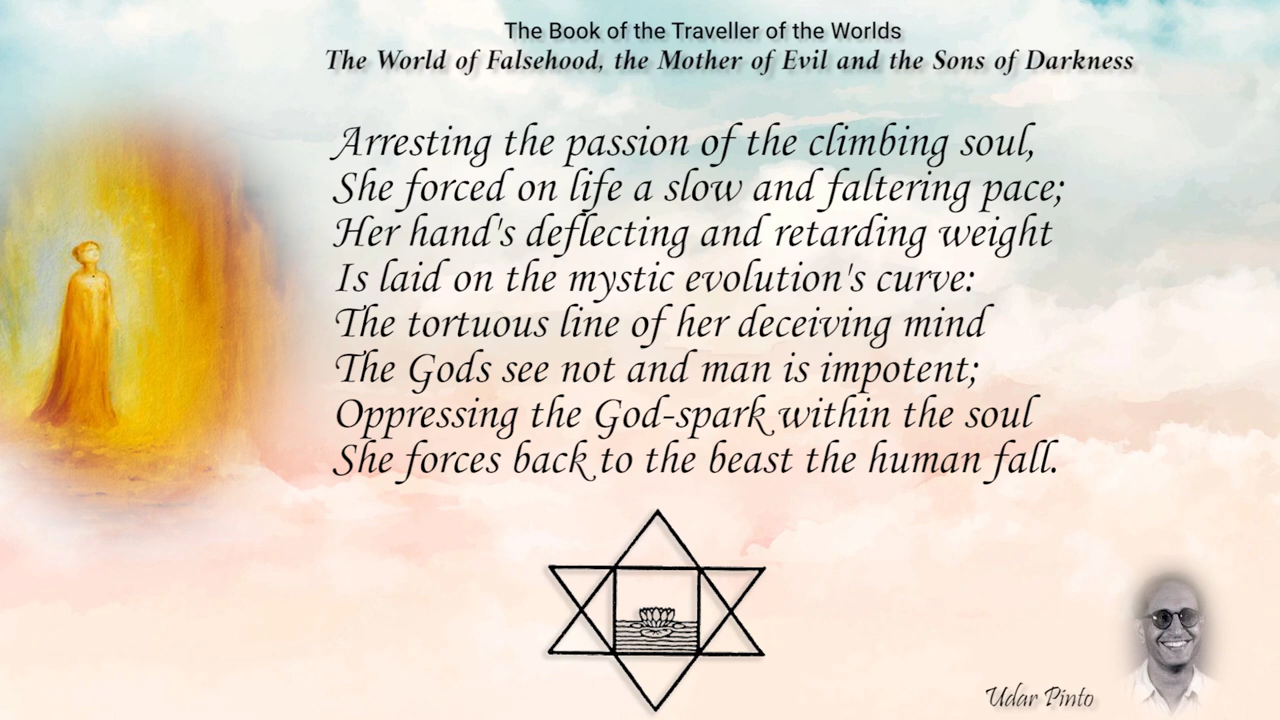 The Book of the Traveller of the Worlds
The World of Falsehood, the Mother of Evil and the Sons of Darkness
Arresting the passion of the climbing soul,
She forced on life a slow and faltering pace;
Her hand's deflecting and retarding weight
Is laid on the mystic evolution's curve:
The tortuous line of her deceiving mind
The Gods see not and man is impotent;
Oppressing the God-spark within the soul
She forces back to the beast the human fall.
Udar Pinto